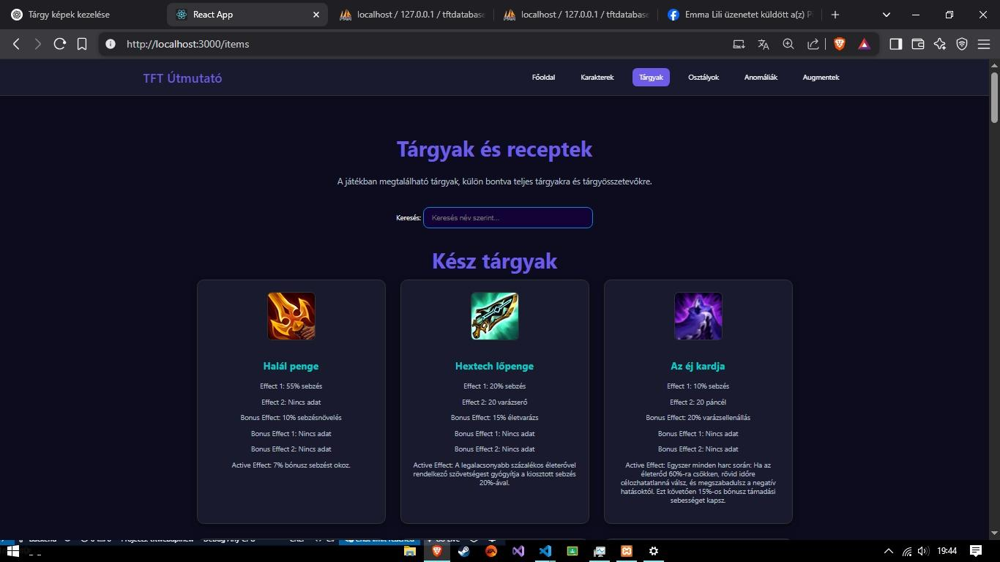 Tárgy képek kezelése
React App
localhost / 127.0.0.1 / tftdatabase
localhost / 127.0.0.1 / tftdatabase
Emma Lili üzenetet küldött a(z) Pi
http://localhost:3000/items
TFT Útmutató
Főoldal
Karakterek
Tárgyak
Osztályok
Anomáliák
Augmentek
Tárgyak és receptek
A játékban megtalálható tárgyak, külön bontva teljes tárgyakra és tárgyösszetevőkre.
Keresés: Keresés név szerint...
Kész tárgyak
Halál penge
Effect 1: 55% sebzés
Effect 2: Nincs adat
Bonus Effect: 10% sebzésnövelés
Bonus Effect 1: Nincs adat
Bonus Effect 2: Nincs adat
Active Effect: 7% bónusz sebzést okoz.
Hextech lőpenge
Effect 1: 20% sebzés
Effect 2: 20 varázserő
Bonus Effect: 15% életvarázs
Bonus Effect 1: Nincs adat
Bonus Effect 2: Nincs adat
Active Effect: A legalacsonyabb százalékos életerővel
rendelkező szövetségest gyógyítja a kiosztott sebzés
20%-ával.
Az éj kardja
Effect 1: 10% sebzés
Effect 2: 20 páncél
Bonus Effect: 20% varázsellenállás
Bonus Effect 1: Nincs adat
Bonus Effect 2: Nincs adat
Active Effect: Egyszer minden harc során: Ha az
életerőd 60%-ra csökken, rövid időre
célozhatatlanná válsz, és megszabadulsz a negatív
hatásoktól. Ezt követően 15%-os bónusz támadási
sebességet kapsz.
19:44